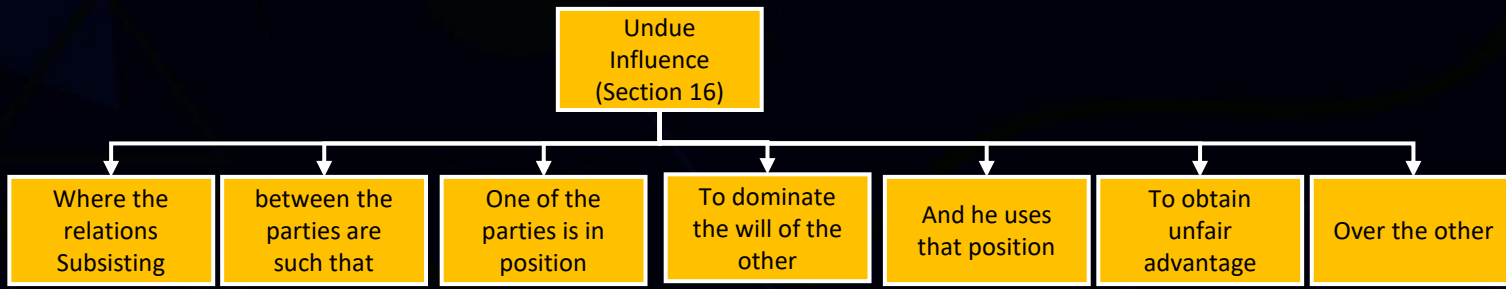 Undue
Influence
(Section 16)
Where the
relations
Subsisting
between the
parties are
such that
One of the
parties is in
position
To dominate
the will of the
other
And he uses
that position
To obtain
unfair
advantage
Over the other